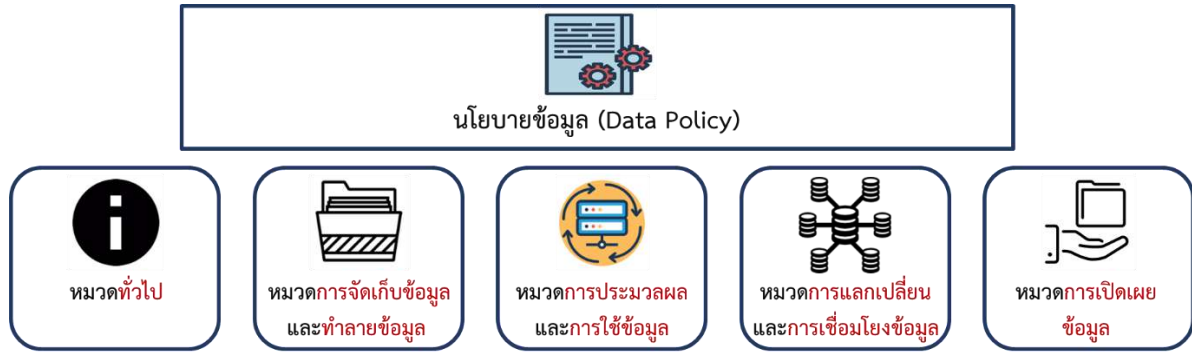 นโยบายข้อมูล (Data Policy)
หมวดทั่วไป
หมวดการจัดเก็บข้อมูล
และทำลายข้อมูล
หมวดการประมวลผล
และการใช้ข้อมูล
หมวดการแลกเปลี่ยน
และการเชื่อมโยงข้อมูล
หมวดการเปิดเผย
ข้อมูล